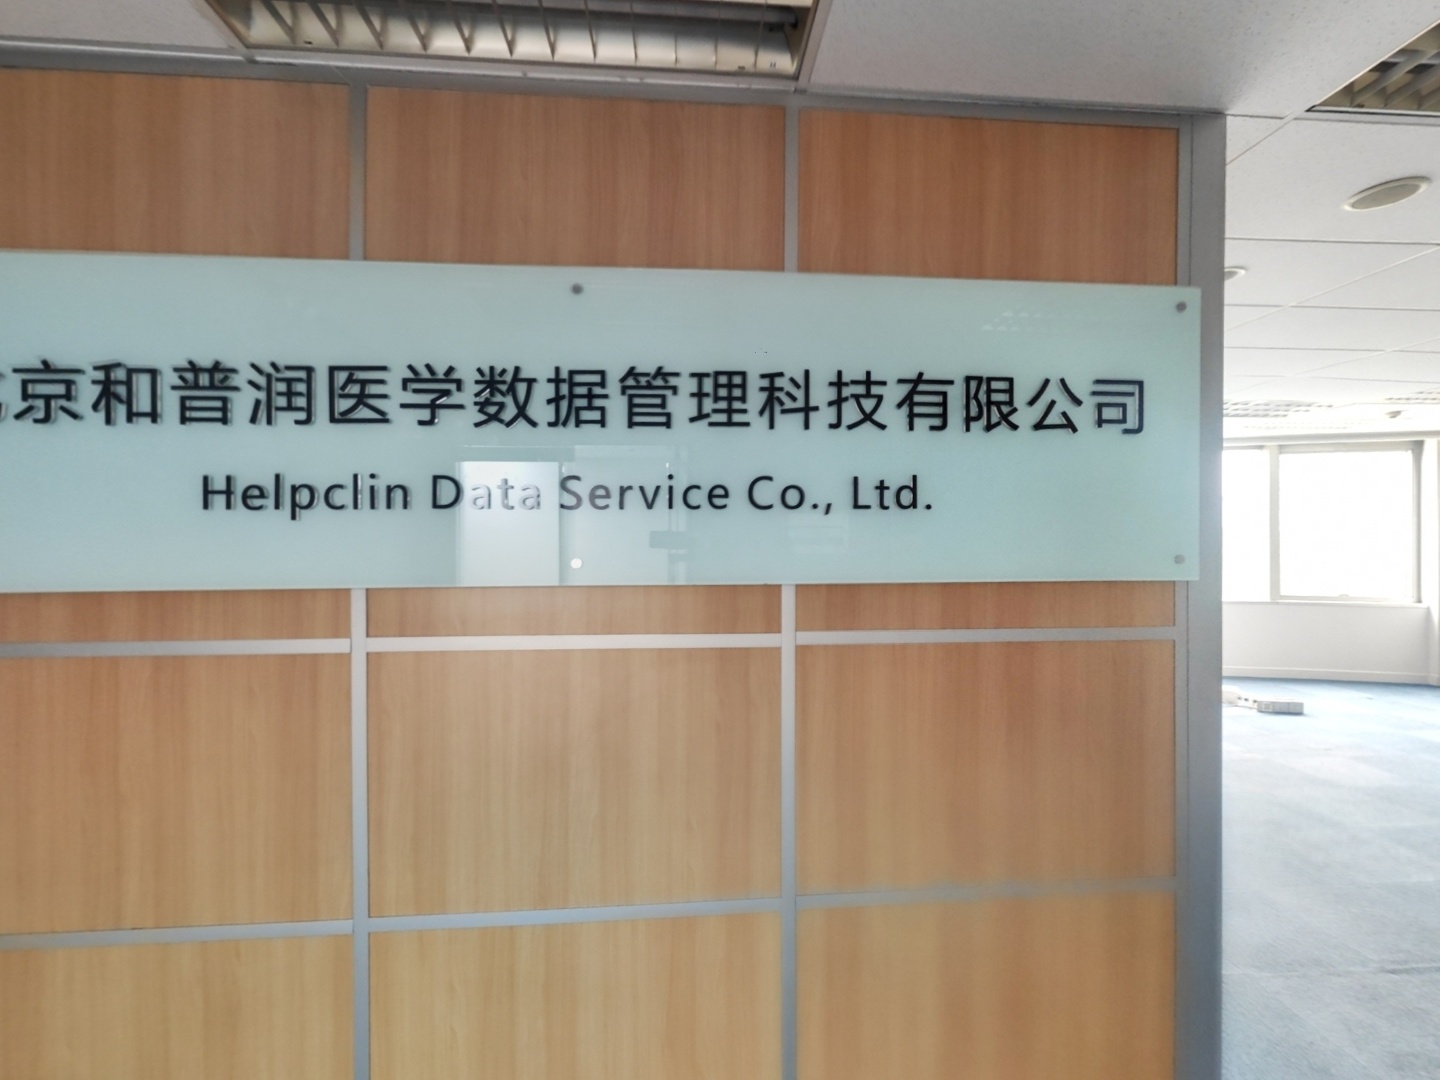 京和普润医学数据管理科技有限公司
Helpclin Data Service Co., Ltd.